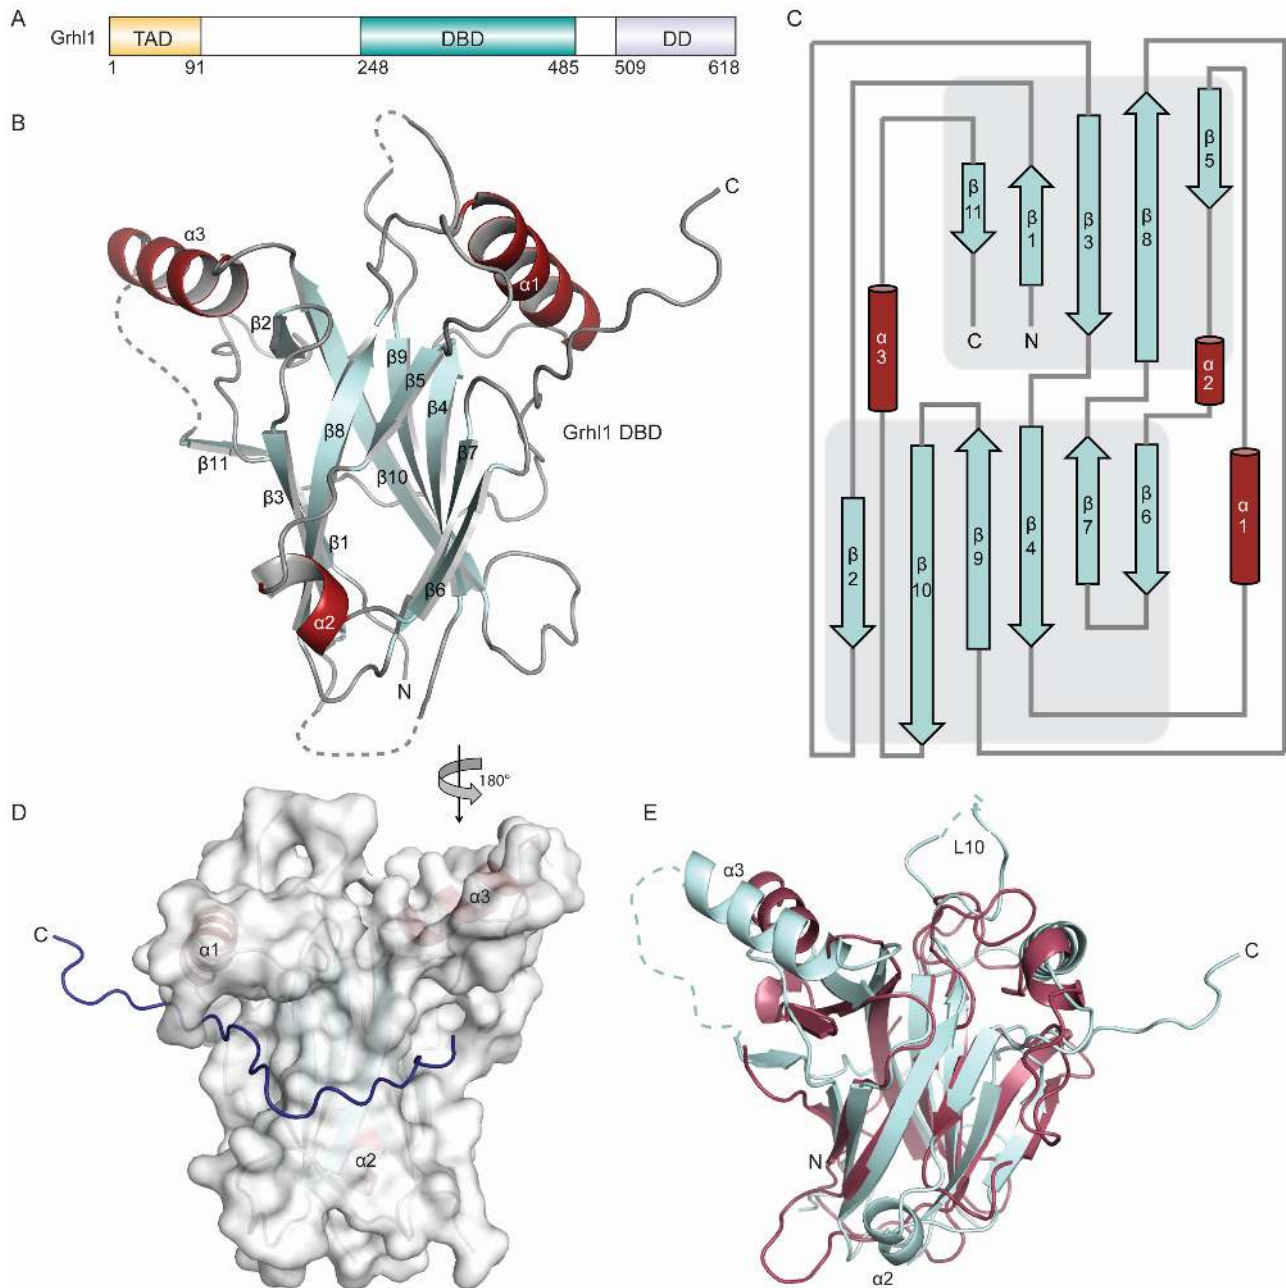 A
Grhl1 TAD DBD DD
1 91 248 485 509 618
B
α3
α1
C
β2
β9
β5
β4
β8
β7
Grhl1 DBD
β11
β10
β3
β1
β6
α2
N
C
β 5
β 11
β 1
β 3
β 8
C N
α 3
α 2
β 2
β 10
β 9
β 4
β 7
β 6
α 1
180°
D
α3
α1
C
α2
E
L10
α3
C
N
α2